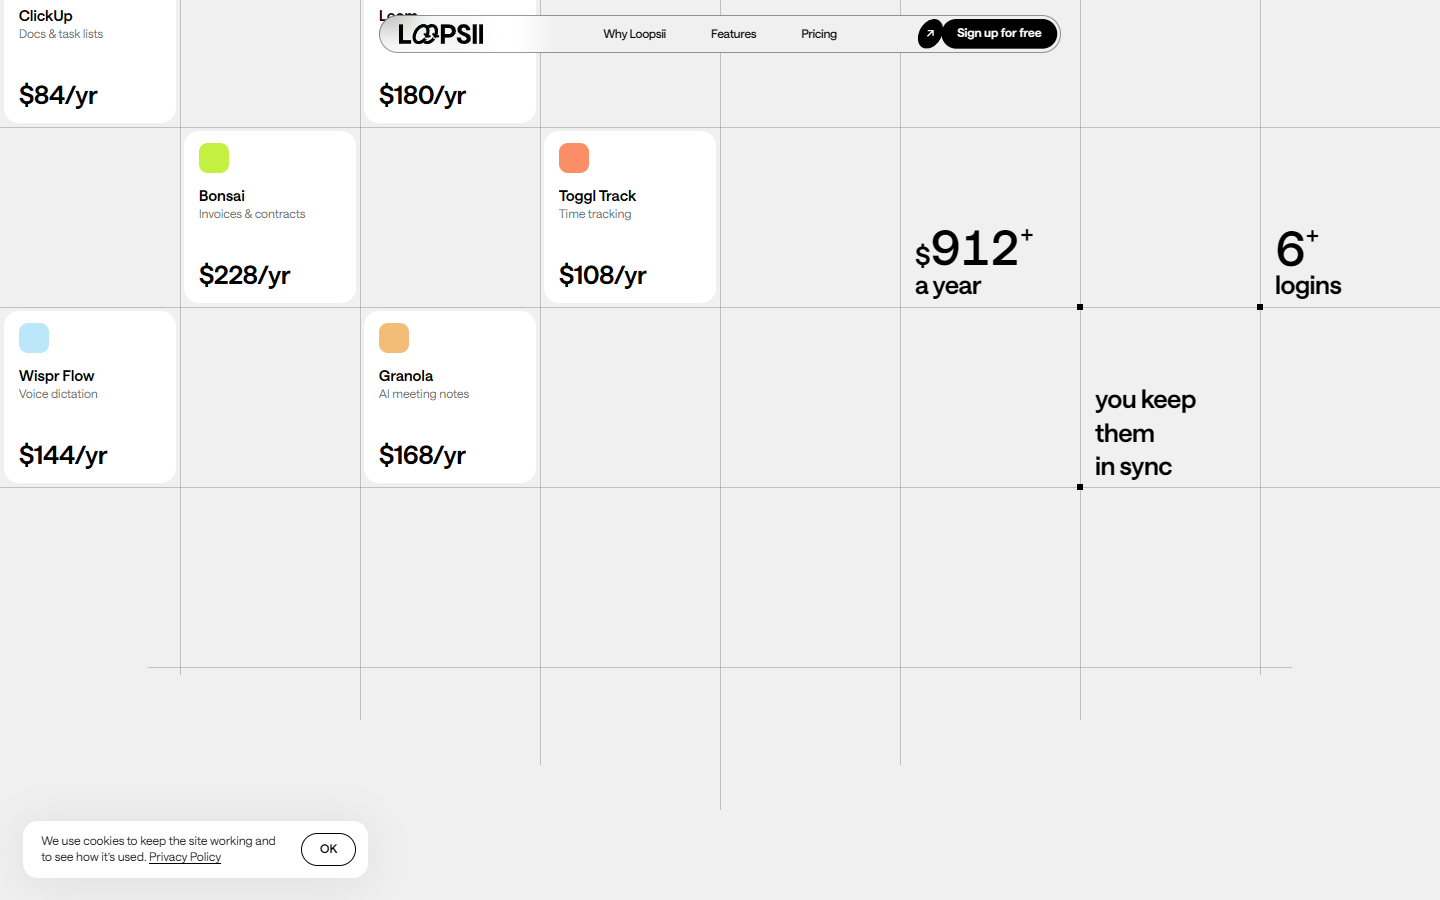 ClickUp
Docs & task lists
$84/yr
Loom
$180/yr
LOOPSII
Why Loopsii
Features
Pricing
Sign up for free
Bonsai
Invoices & contracts
$228/yr
Toggl Track
Time tracking
$108/yr
$912+
a year
6+
logins
Wispr Flow
Voice dictation
$144/yr
Granola
AI meeting notes
$168/yr
you keep
them
in sync
We use cookies to keep the site working and
to see how it's used. Privacy Policy
OK